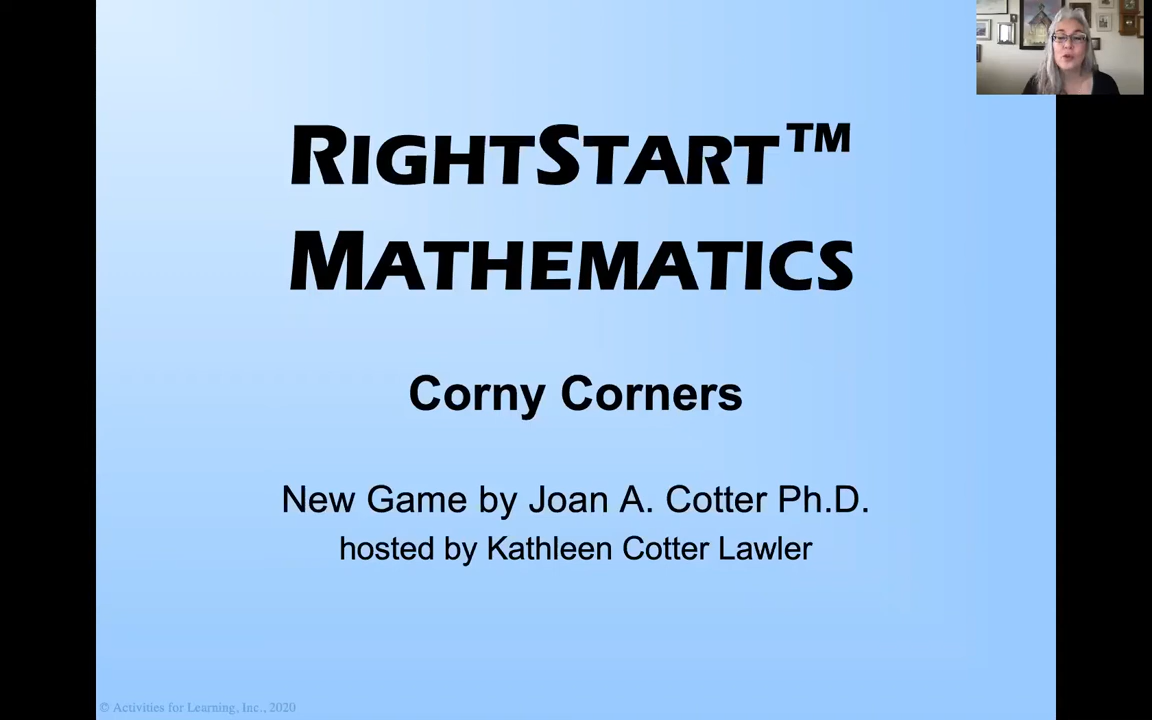 RIGHTSTART™
MATHEMATICS
Corny Corners
New Game by Joan A. Cotter Ph.D.
hosted by Kathleen Cotter Lawler
© Activities for Learning, Inc., 2020